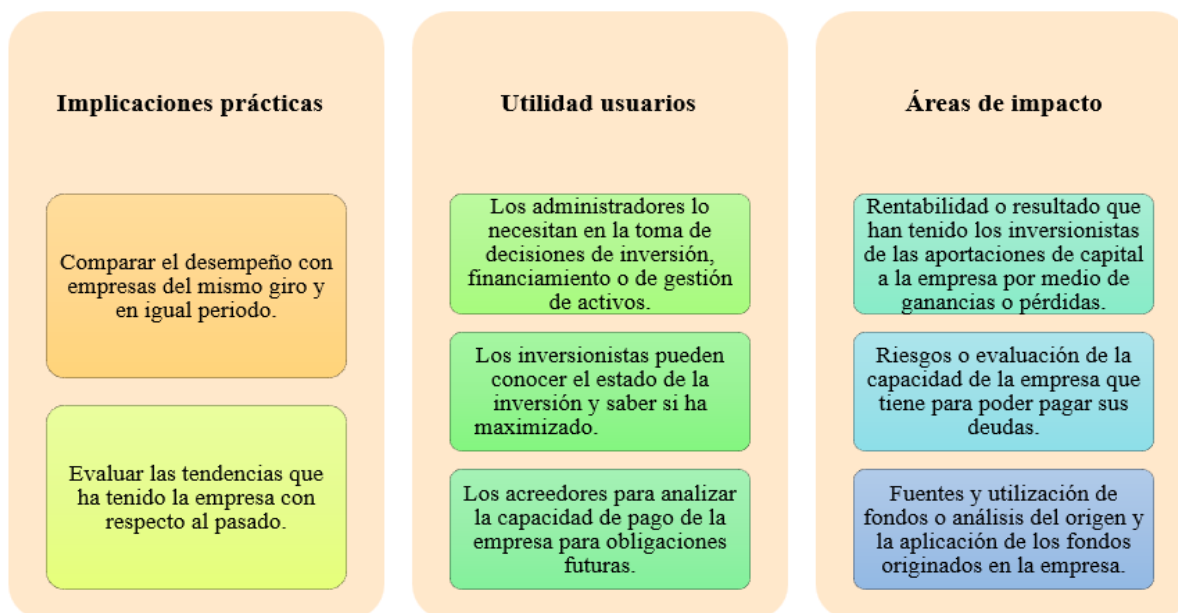 Implicaciones prácticas
Comparar el desempeño con
empresas del mismo giro y
en igual periodo.
Evaluar las tendencias que
ha tenido la empresa con
respecto al pasado.
Utilidad usuarios
Los administradores lo
necesitan en la toma de
decisiones de inversión,
financiamiento o de gestión
de activos.
Los inversionistas pueden
conocer el estado de la
inversión y saber si ha
maximizado.
Los acreedores para analizar
la capacidad de pago de la
empresa para obligaciones
futuras.
Áreas de impacto
Rentabilidad o resultado que
han tenido los inversionistas
de las aportaciones de capital
a la empresa por medio de
ganancias o pérdidas.
Riesgos o evaluación de la
capacidad de la empresa que
tiene para poder pagar sus
deudas.
Fuentes y utilización de
fondos o análisis del origen y
la aplicación de los fondos
originados en la empresa.